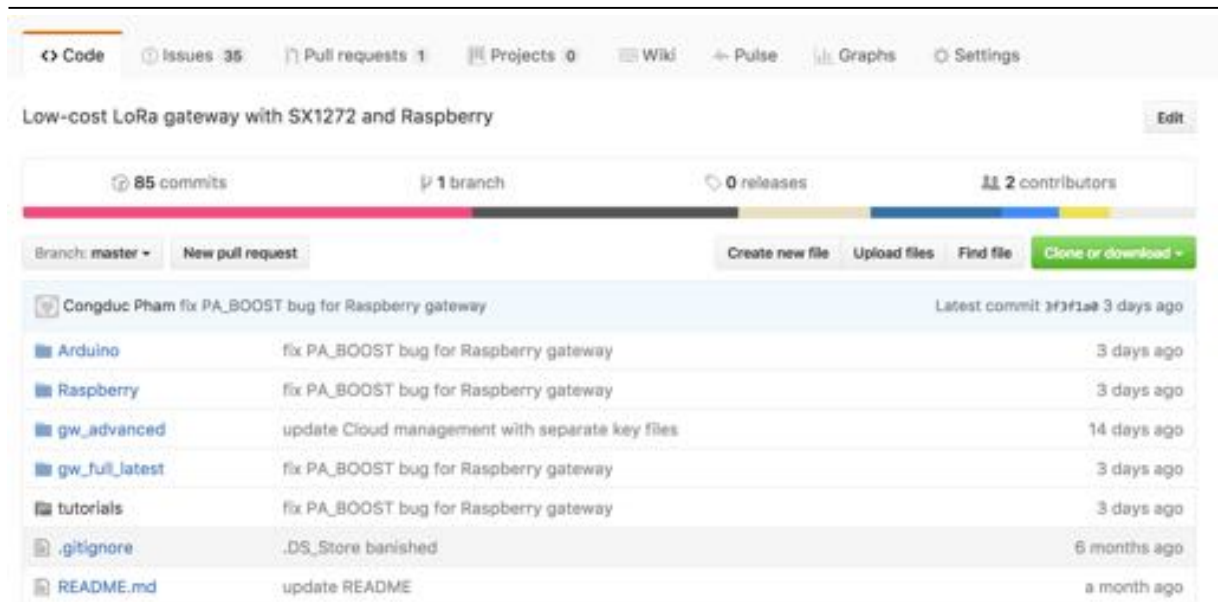 Code Issues 35 Pull requests 1 Projects 0 Wiki Pulse Graphs Settings
Low-cost LoRa gateway with SX1272 and Raspberry Edit
85 commits 1 branch 0 releases 2 contributors
Branch: master New pull request Create new file Upload files Find file Clone or download
Congduc Pham fix PA_BOOST bug for Raspberry gateway Latest commit 3f3f1a0 3 days ago
Arduino fix PA_BOOST bug for Raspberry gateway 3 days ago
Raspberry fix PA_BOOST bug for Raspberry gateway 3 days ago
gw_advanced update Cloud management with separate key files 14 days ago
gw_full_latest fix PA_BOOST bug for Raspberry gateway 3 days ago
tutorials fix PA_BOOST bug for Raspberry gateway 3 days ago
.gitignore .DS_Store banished 6 months ago
README.md update README a month ago